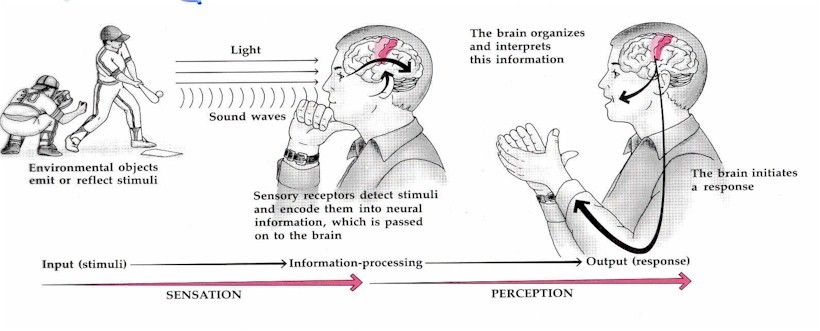 Light
Sound waves
Environmental objects
emit or reflect stimuli
Sensory receptors detect stimuli
and encode them into neural
information, which is passed
on to the brain
The brain organizes
and interprets
this information
The brain initiates
a response
Input (stimuli)
Information-processing
Output (response)
SENSATION
PERCEPTION